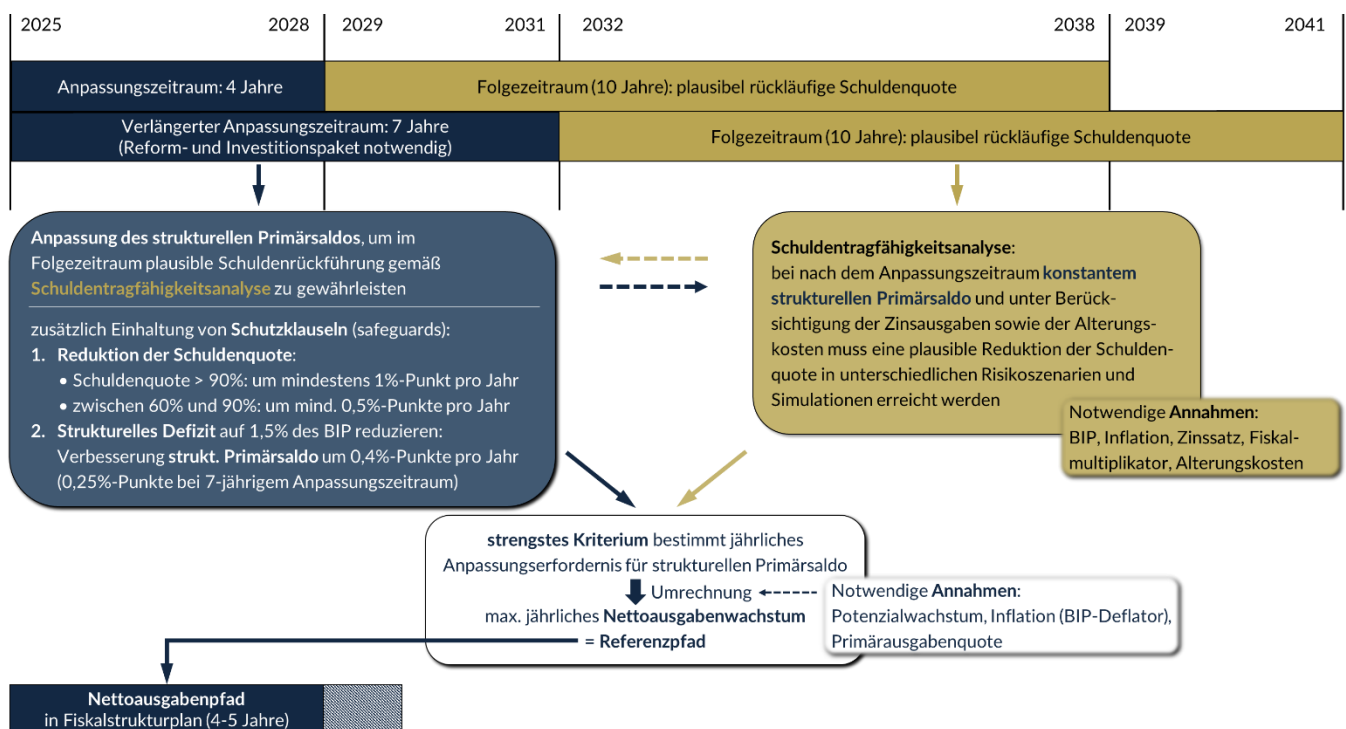 2025
2028
2029
2031
2032
2038
2039
2041
Anpassungszeitraum: 4 Jahre
Folgezeitraum (10 Jahre): plausibel rückläufige Schuldenquote
Verlängerter Anpassungszeitraum: 7 Jahre
(Reform- und Investitionspaket notwendig)
Folgezeitraum (10 Jahre): plausibel rückläufige Schuldenquote
Anpassung des strukturellen Primärsaldos, um im
Folgezeitraum plausible Schuldenrückführung gemäß
Schuldentragfähigkeitsanalyse zu gewährleisten
zusätzlich Einhaltung von Schutzklauseln (safeguards):
1. Reduktion der Schuldenquote:
• Schuldenquote > 90%: um mindestens 1%-Punkt pro Jahr
• zwischen 60% und 90%: um mind. 0,5%-Punkte pro Jahr
2. Strukturelles Defizit auf 1,5% des BIP reduzieren:
Verbesserung strukt. Primärsaldo um 0,4%-Punkte pro Jahr
(0,25%-Punkte bei 7-jährigem Anpassungszeitraum)
Schuldentragfähigkeitsanalyse:
bei nach dem Anpassungszeitraum konstantem
strukturellen Primärsaldo und unter Berück-
sichtigung der Zinsausgaben sowie der Alterungs-
kosten muss eine plausible Reduktion der Schulden-
quote in unterschiedlichen Risikoszenarien und
Simulationen erreicht werden
Notwendige Annahmen:
BIP, Inflation, Zinssatz, Fiskal-
multiplikator, Alterungskosten
strengstes Kriterium bestimmt jährliches
Anpassungserfordernis für strukturellen Primärsaldo
Umrechnung
max. jährliches Nettoausgabenwachstum
= Referenzpfad
Notwendige Annahmen:
Potenzialwachstum, Inflation (BIP-Deflator),
Primärausgabenquote
Nettoausgabenpfad
in Fiskalstrukturplan (4-5 Jahre)